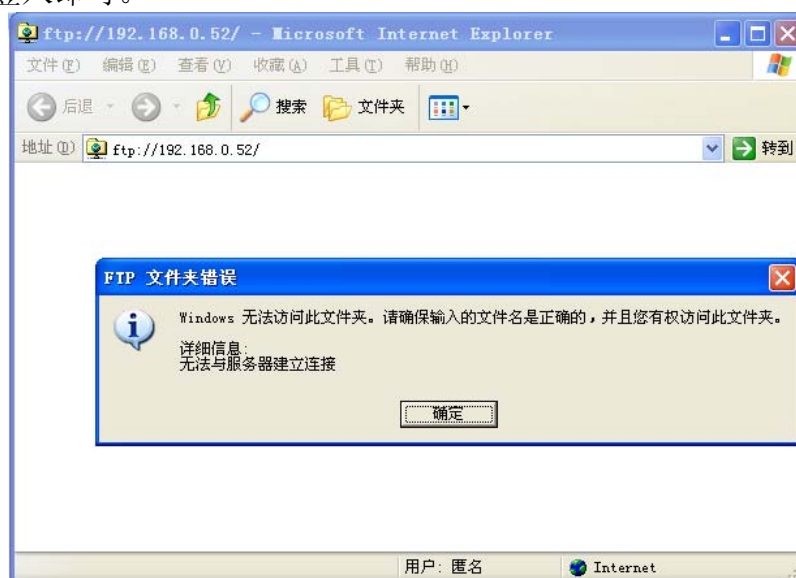 ftp://192.168.0.52/ - Microsoft Internet Explorer
文件(F) 编辑(E) 查看(V) 收藏(A) 工具(T) 帮助(H)
后退 搜索 文件夹
地址(D) ftp://192.168.0.52/ 转到
FTP 文件夹错误
Windows 无法访问此文件夹。请确保输入的文件名是正确的，并且您有权访问此文件夹。
详细信息:
无法与服务器建立连接
确定
用户: 匿名 Internet